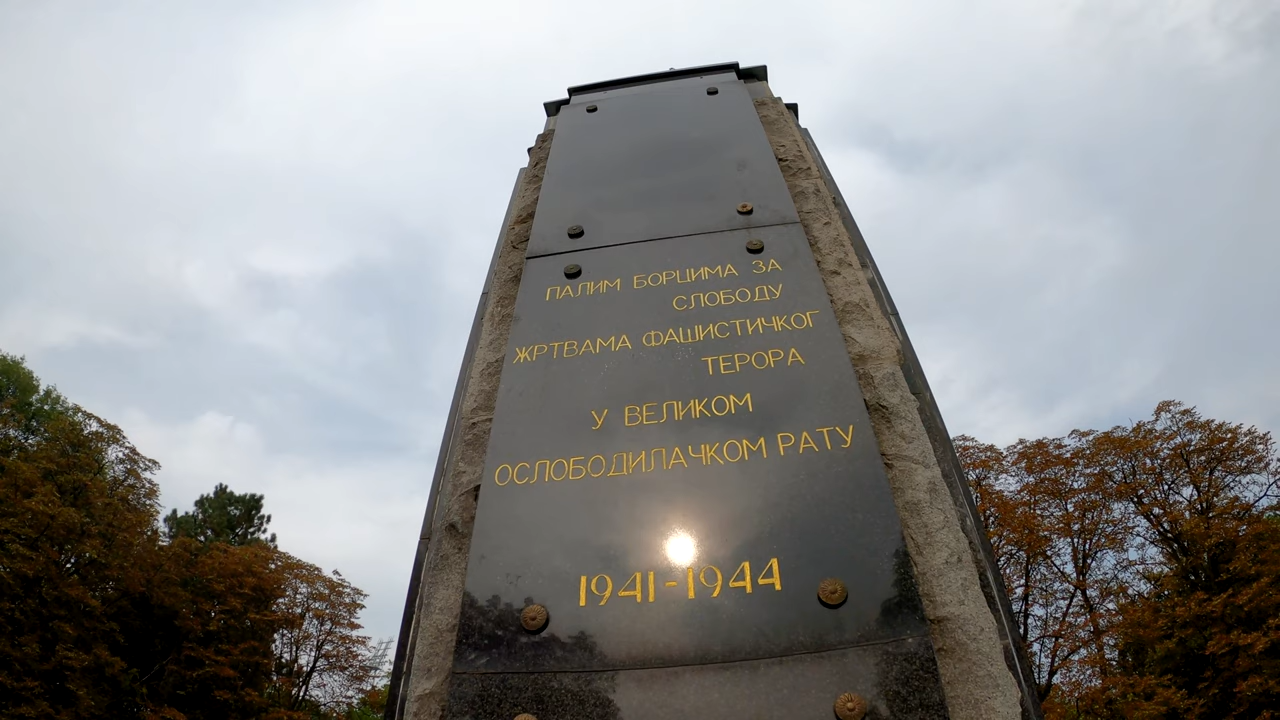 ПАЛИМ БОРЦИМА ЗА
СЛОБОДУ
ЖРТВАМА ФАШИСТИЧКОГ
ТЕРОРА
У ВЕЛИКОМ
ОСЛОБОДИЛАЧКОМ РАТУ
1941-1944